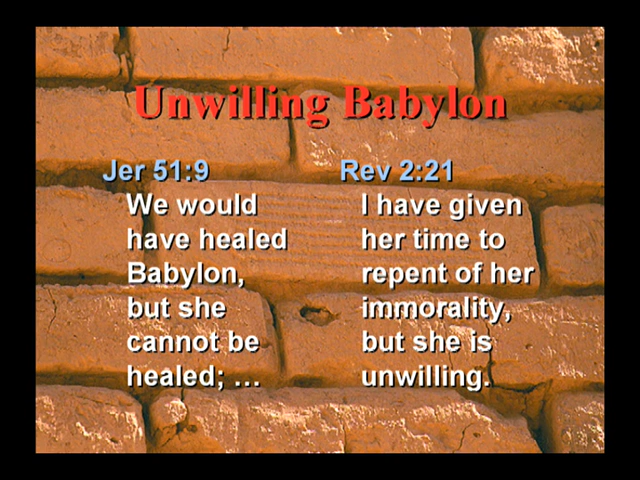 Unwilling Babylon
Jer 51:9
We would
have healed
Babylon,
but she
cannot be
healed; …
Rev 2:21
I have given
her time to
repent of her
immorality,
but she is
unwilling.